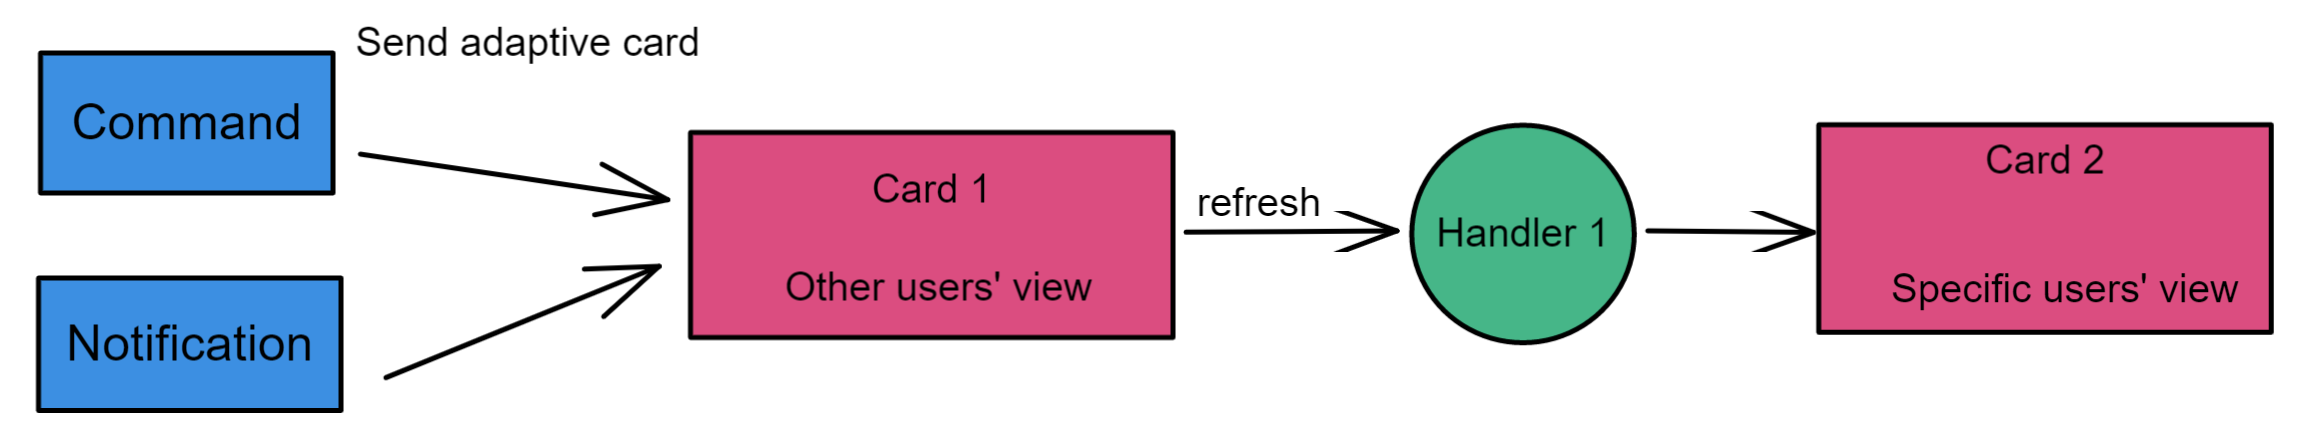 Send adaptive card
Command
Notification
Card 1
Other users' view
refresh
Handler 1
Card 2
Specific users' view